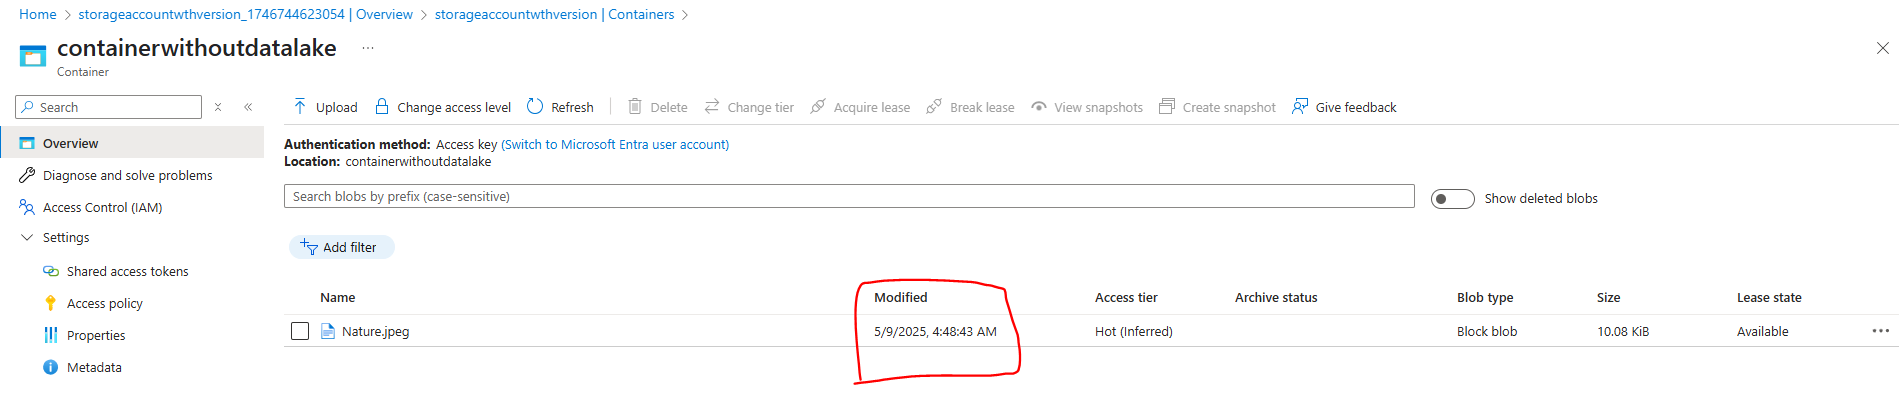 Home > storageaccountwthversion_1746744623054 | Overview > storageaccountwthversion | Containers >
containerwithoutdatalake ...
Container
Search
Upload Change access level Refresh Delete Change tier Acquire lease Break lease View snapshots Create snapshot Give feedback
Overview
Diagnose and solve problems
Access Control (IAM)
Settings
Shared access tokens
Access policy
Properties
Metadata
Authentication method: Access key (Switch to Microsoft Entra user account)
Location: containerwithoutdatalake
Search blobs by prefix (case-sensitive)
Show deleted blobs
Add filter
Name Modified Access tier Archive status Blob type Size Lease state
Nature.jpeg 5/9/2025, 4:48:43 AM Hot (Inferred) Block blob 10.08 KiB Available ...